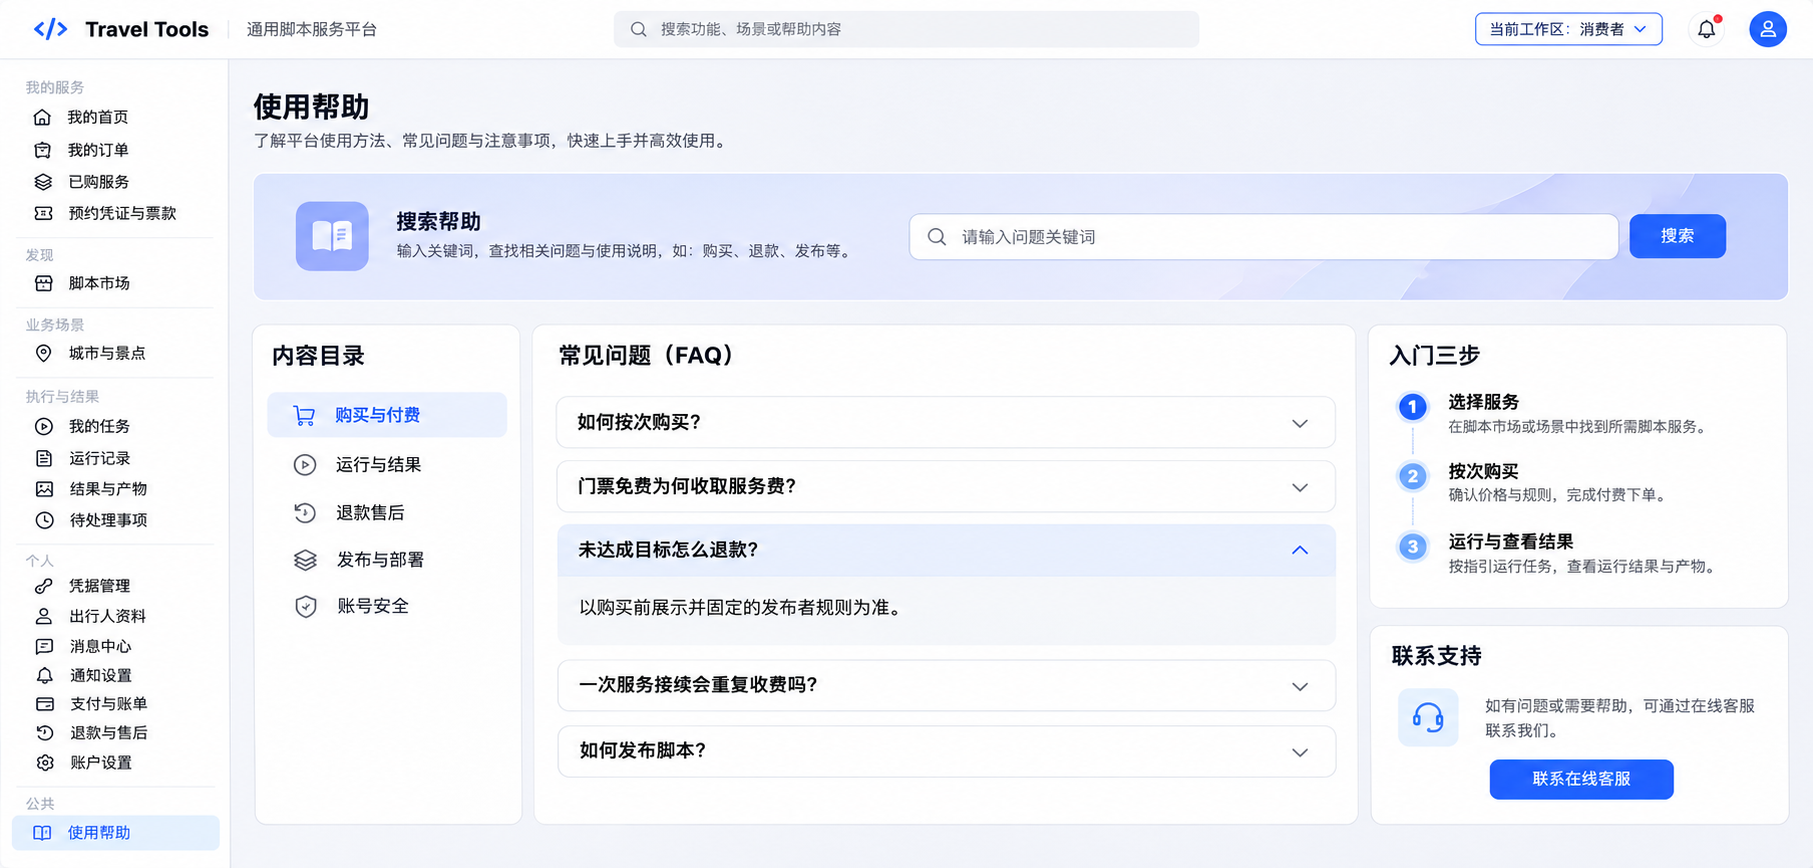 Travel Tools
通用脚本服务平台
搜索功能、场景或帮助内容
当前工作区：消费者
我的服务
我的首页
我的订单
已购服务
预约凭证与票款
发现
脚本市场
业务场景
城市与景点
执行与结果
我的任务
运行记录
结果与产物
待处理事项
个人
凭据管理
出行人资料
消息中心
通知设置
支付与账单
退款与售后
账户设置
公共
使用帮助
使用帮助
了解平台使用方法、常见问题与注意事项，快速上手并高效使用。
搜索帮助
输入关键词，查找相关问题与使用说明，如：购买、退款、发布等。
请输入问题关键词
搜索
内容目录
购买与付费
运行与结果
退款售后
发布与部署
账号安全
常见问题（FAQ）
如何按次购买？
门票免费为何收取服务费？
未达成目标怎么退款？
以购买前展示并固定的发布者规则为准。
一次服务接续会重复收费吗？
如何发布脚本？
入门三步
1
选择服务
在脚本市场或场景中找到所需脚本服务。
2
按次购买
确认价格与规则，完成付费下单。
3
运行与查看结果
按指引运行任务，查看运行结果与产物。
联系支持
如有问题或需要帮助，可通过在线客服
联系我们。
联系在线客服